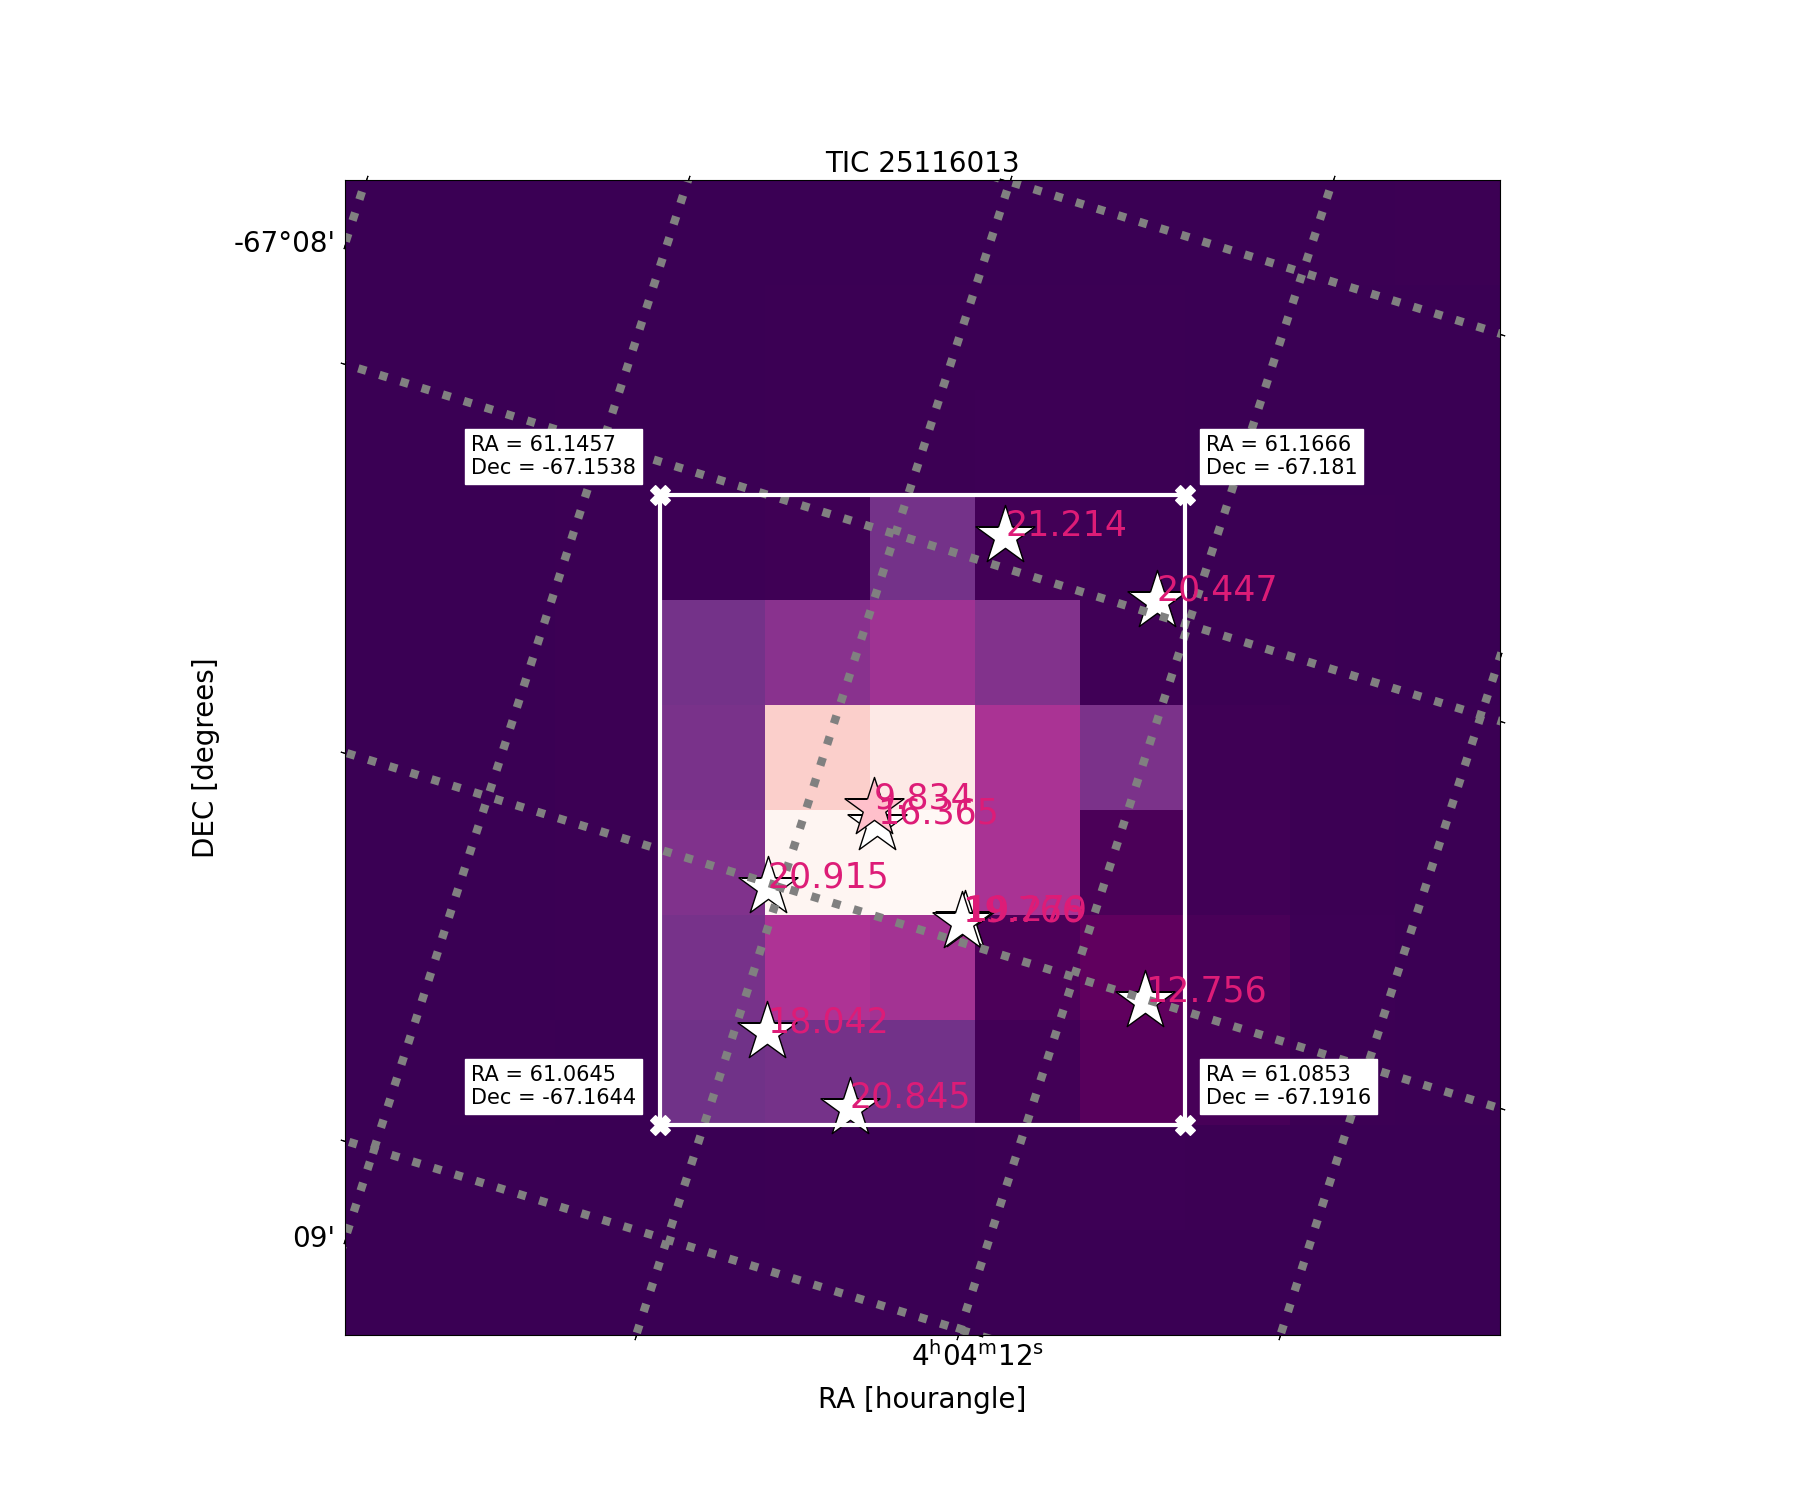 TIC 25116013
-67°08'
RA = 61.1457
Dec = -67.1538
RA = 61.1666
Dec = -67.181
21.214
20.447
9.834
16.365
20.915
12.756
18.042
RA = 61.0645
Dec = -67.1644
RA = 61.0853
Dec = -67.1916
20.845
DEC [degrees]
09'
4h04m12s
RA [hourangle]